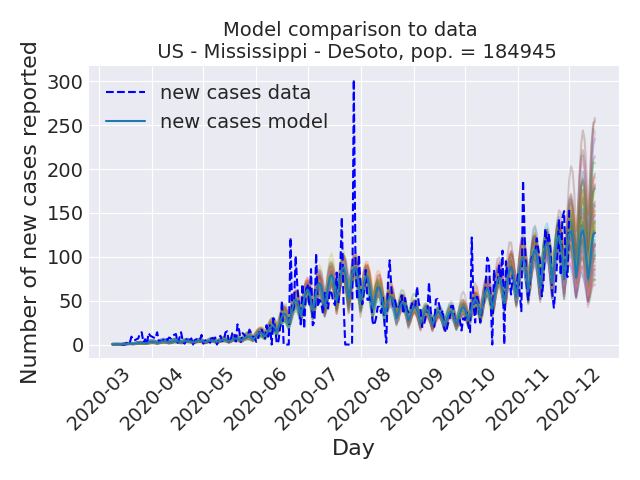 Model comparison to data
US - Mississippi - DeSoto, pop. = 184945
Number of new cases reported
300
250
200
150
100
50
0
new cases data
new cases model
2020-03
2020-04
2020-05
2020-06
2020-07
2020-08
2020-09
2020-10
2020-11
2020-12
Day